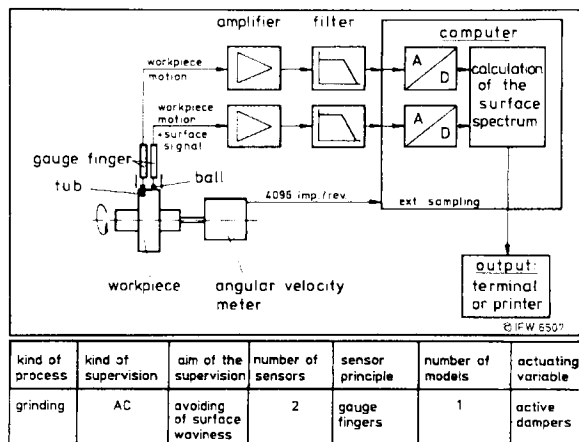 amplifier filter
computer
workpiece
motion
A
D
calculation
of the
surface
spectrum
workpiece
motion
+surface
signal
A
D
gauge finger
tub
ball
4096 imp./rev.
ext. sampling
workpiece
angular velocity
meter
output:
terminal
or printer
© IFW 6507
kind of process
kind of supervision
aim of the supervision
number of sensors
sensor principle
number of models
actuating variable
grinding
AC
avoiding of surface waviness
2
gauge fingers
1
active dampers